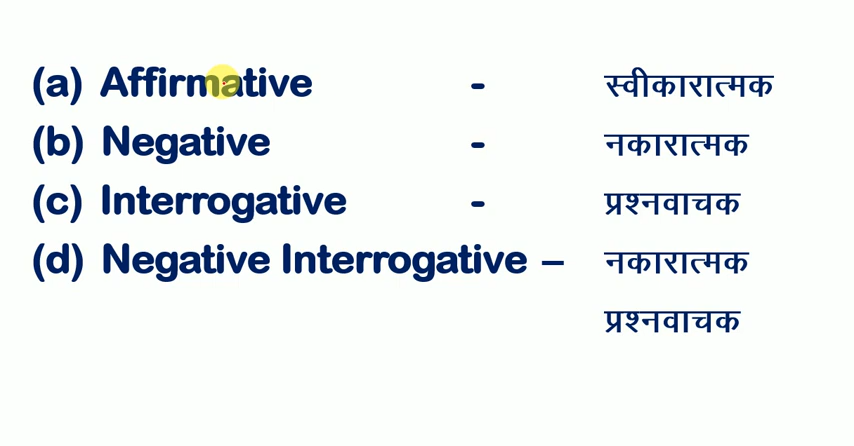 (a) Affirmative - स्वीकारात्मक
(b) Negative - नकारात्मक
(c) Interrogative - प्रश्नवाचक
(d) Negative Interrogative – नकारात्मक
प्रश्नवाचक